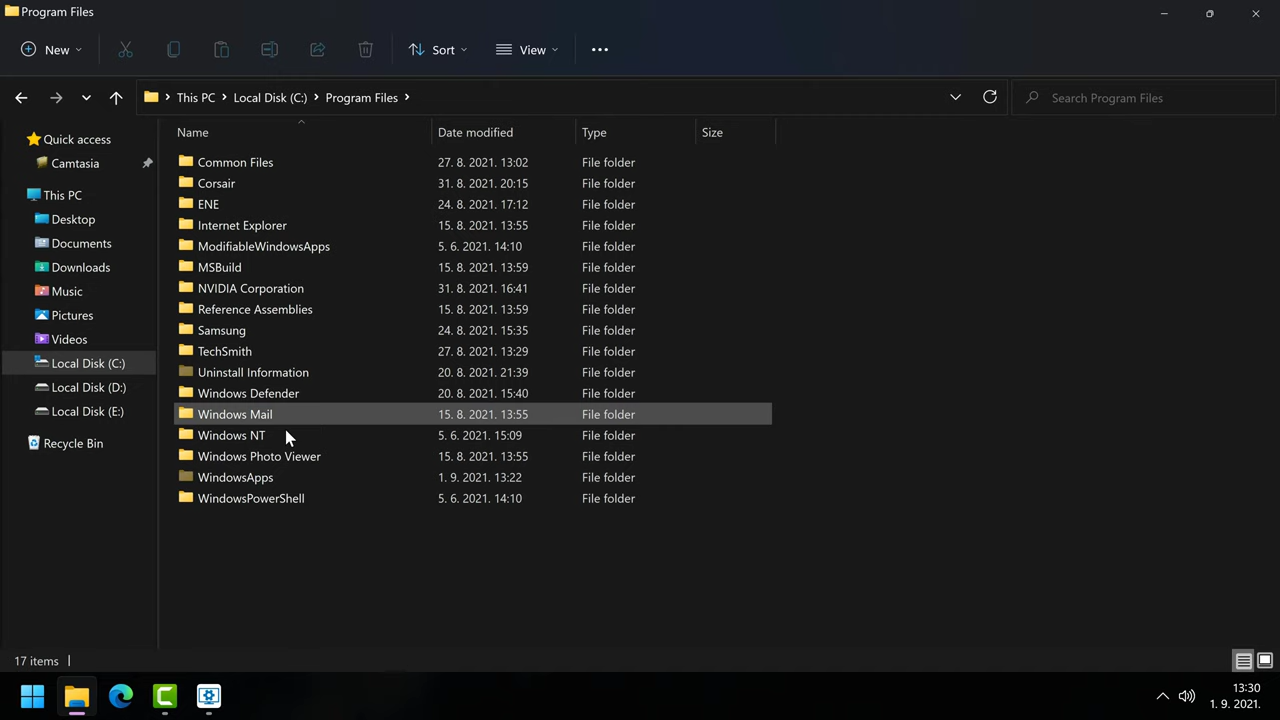 Program Files
New
Sort
View
This PC
Local Disk (C:)
Program Files
Search Program Files
Name
Date modified
Type
Size
Quick access
Camtasia
This PC
Desktop
Documents
Downloads
Music
Pictures
Videos
Local Disk (C:)
Local Disk (D:)
Local Disk (E:)
Recycle Bin
Common Files 27. 8. 2021. 13:02 File folder
Corsair 31. 8. 2021. 20:15 File folder
ENE 24. 8. 2021. 17:12 File folder
Internet Explorer 15. 8. 2021. 13:55 File folder
ModifiableWindowsApps 5. 6. 2021. 14:10 File folder
MSBuild 15. 8. 2021. 13:59 File folder
NVIDIA Corporation 31. 8. 2021. 16:41 File folder
Reference Assemblies 15. 8. 2021. 13:59 File folder
Samsung 24. 8. 2021. 15:35 File folder
TechSmith 27. 8. 2021. 13:29 File folder
Uninstall Information 20. 8. 2021. 21:39 File folder
Windows Defender 20. 8. 2021. 15:40 File folder
Windows Mail 15. 8. 2021. 13:55 File folder
Windows NT 5. 6. 2021. 15:09 File folder
Windows Photo Viewer 15. 8. 2021. 13:55 File folder
WindowsApps 1. 9. 2021. 13:22 File folder
WindowsPowerShell 5. 6. 2021. 14:10 File folder
17 items
13:30
1. 9. 2021.